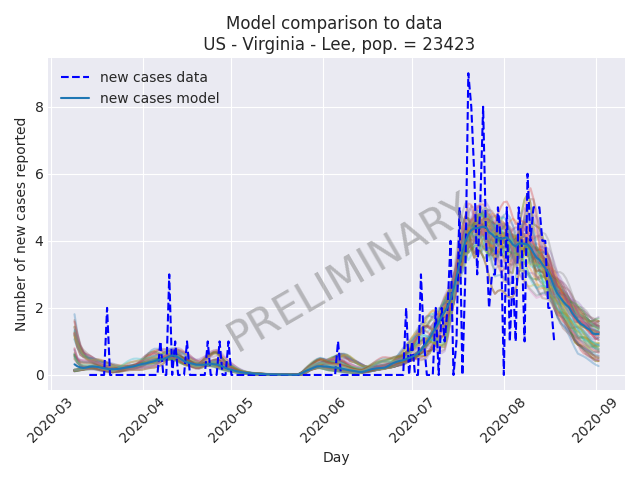 Model comparison to data
US - Virginia - Lee, pop. = 23423
new cases data
new cases model
Number of new cases reported
8
6
4
2
0
PRELIMINARY
2020-03
2020-04
2020-05
2020-06
2020-07
2020-08
2020-09
Day